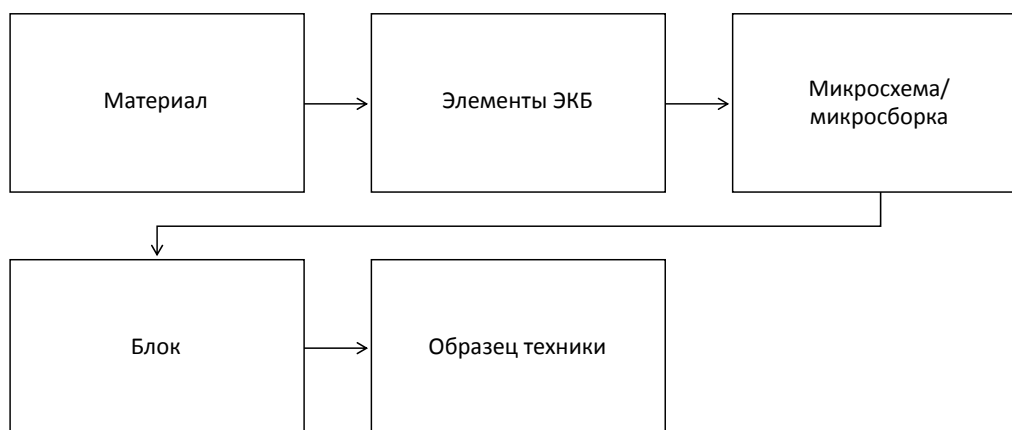 Материал
Элементы ЭКБ
Микросхема/
микросборка
Блок
Образец техники